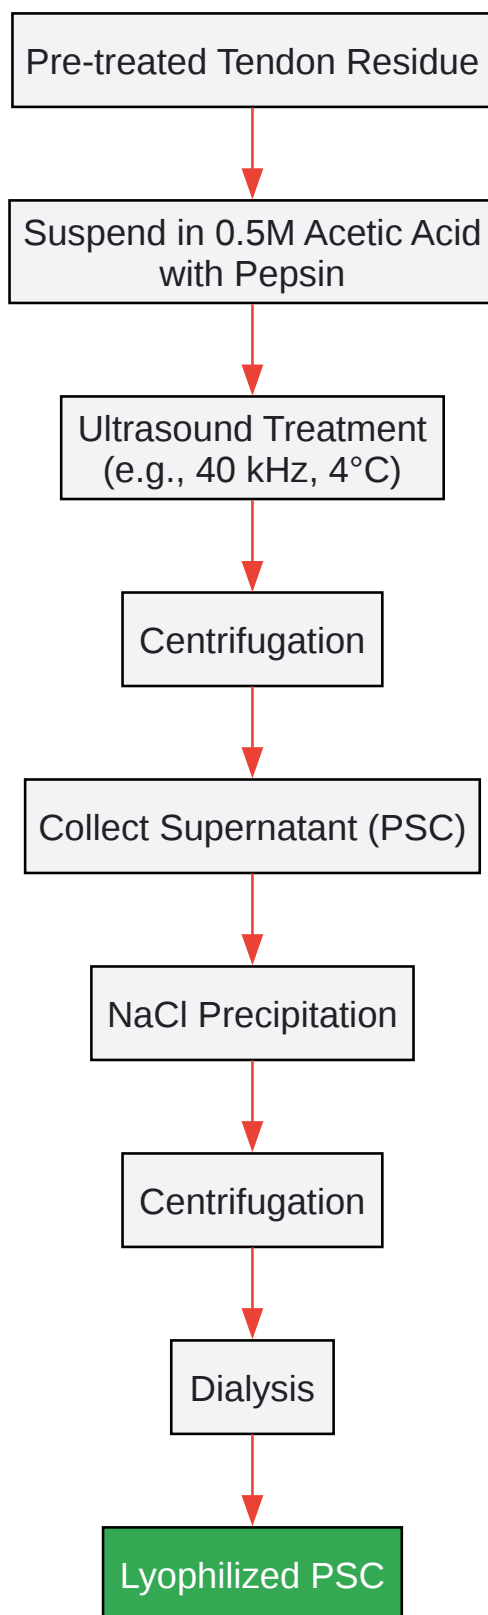 Pre-treated Tendon Residue
Suspend in 0.5M Acetic Acid
with Pepsin
Ultrasound Treatment
(e.g., 40 kHz, 4°C)
Centrifugation
Collect Supernatant (PSC)
NaCl Precipitation
Centrifugation
Dialysis
Lyophilized PSC